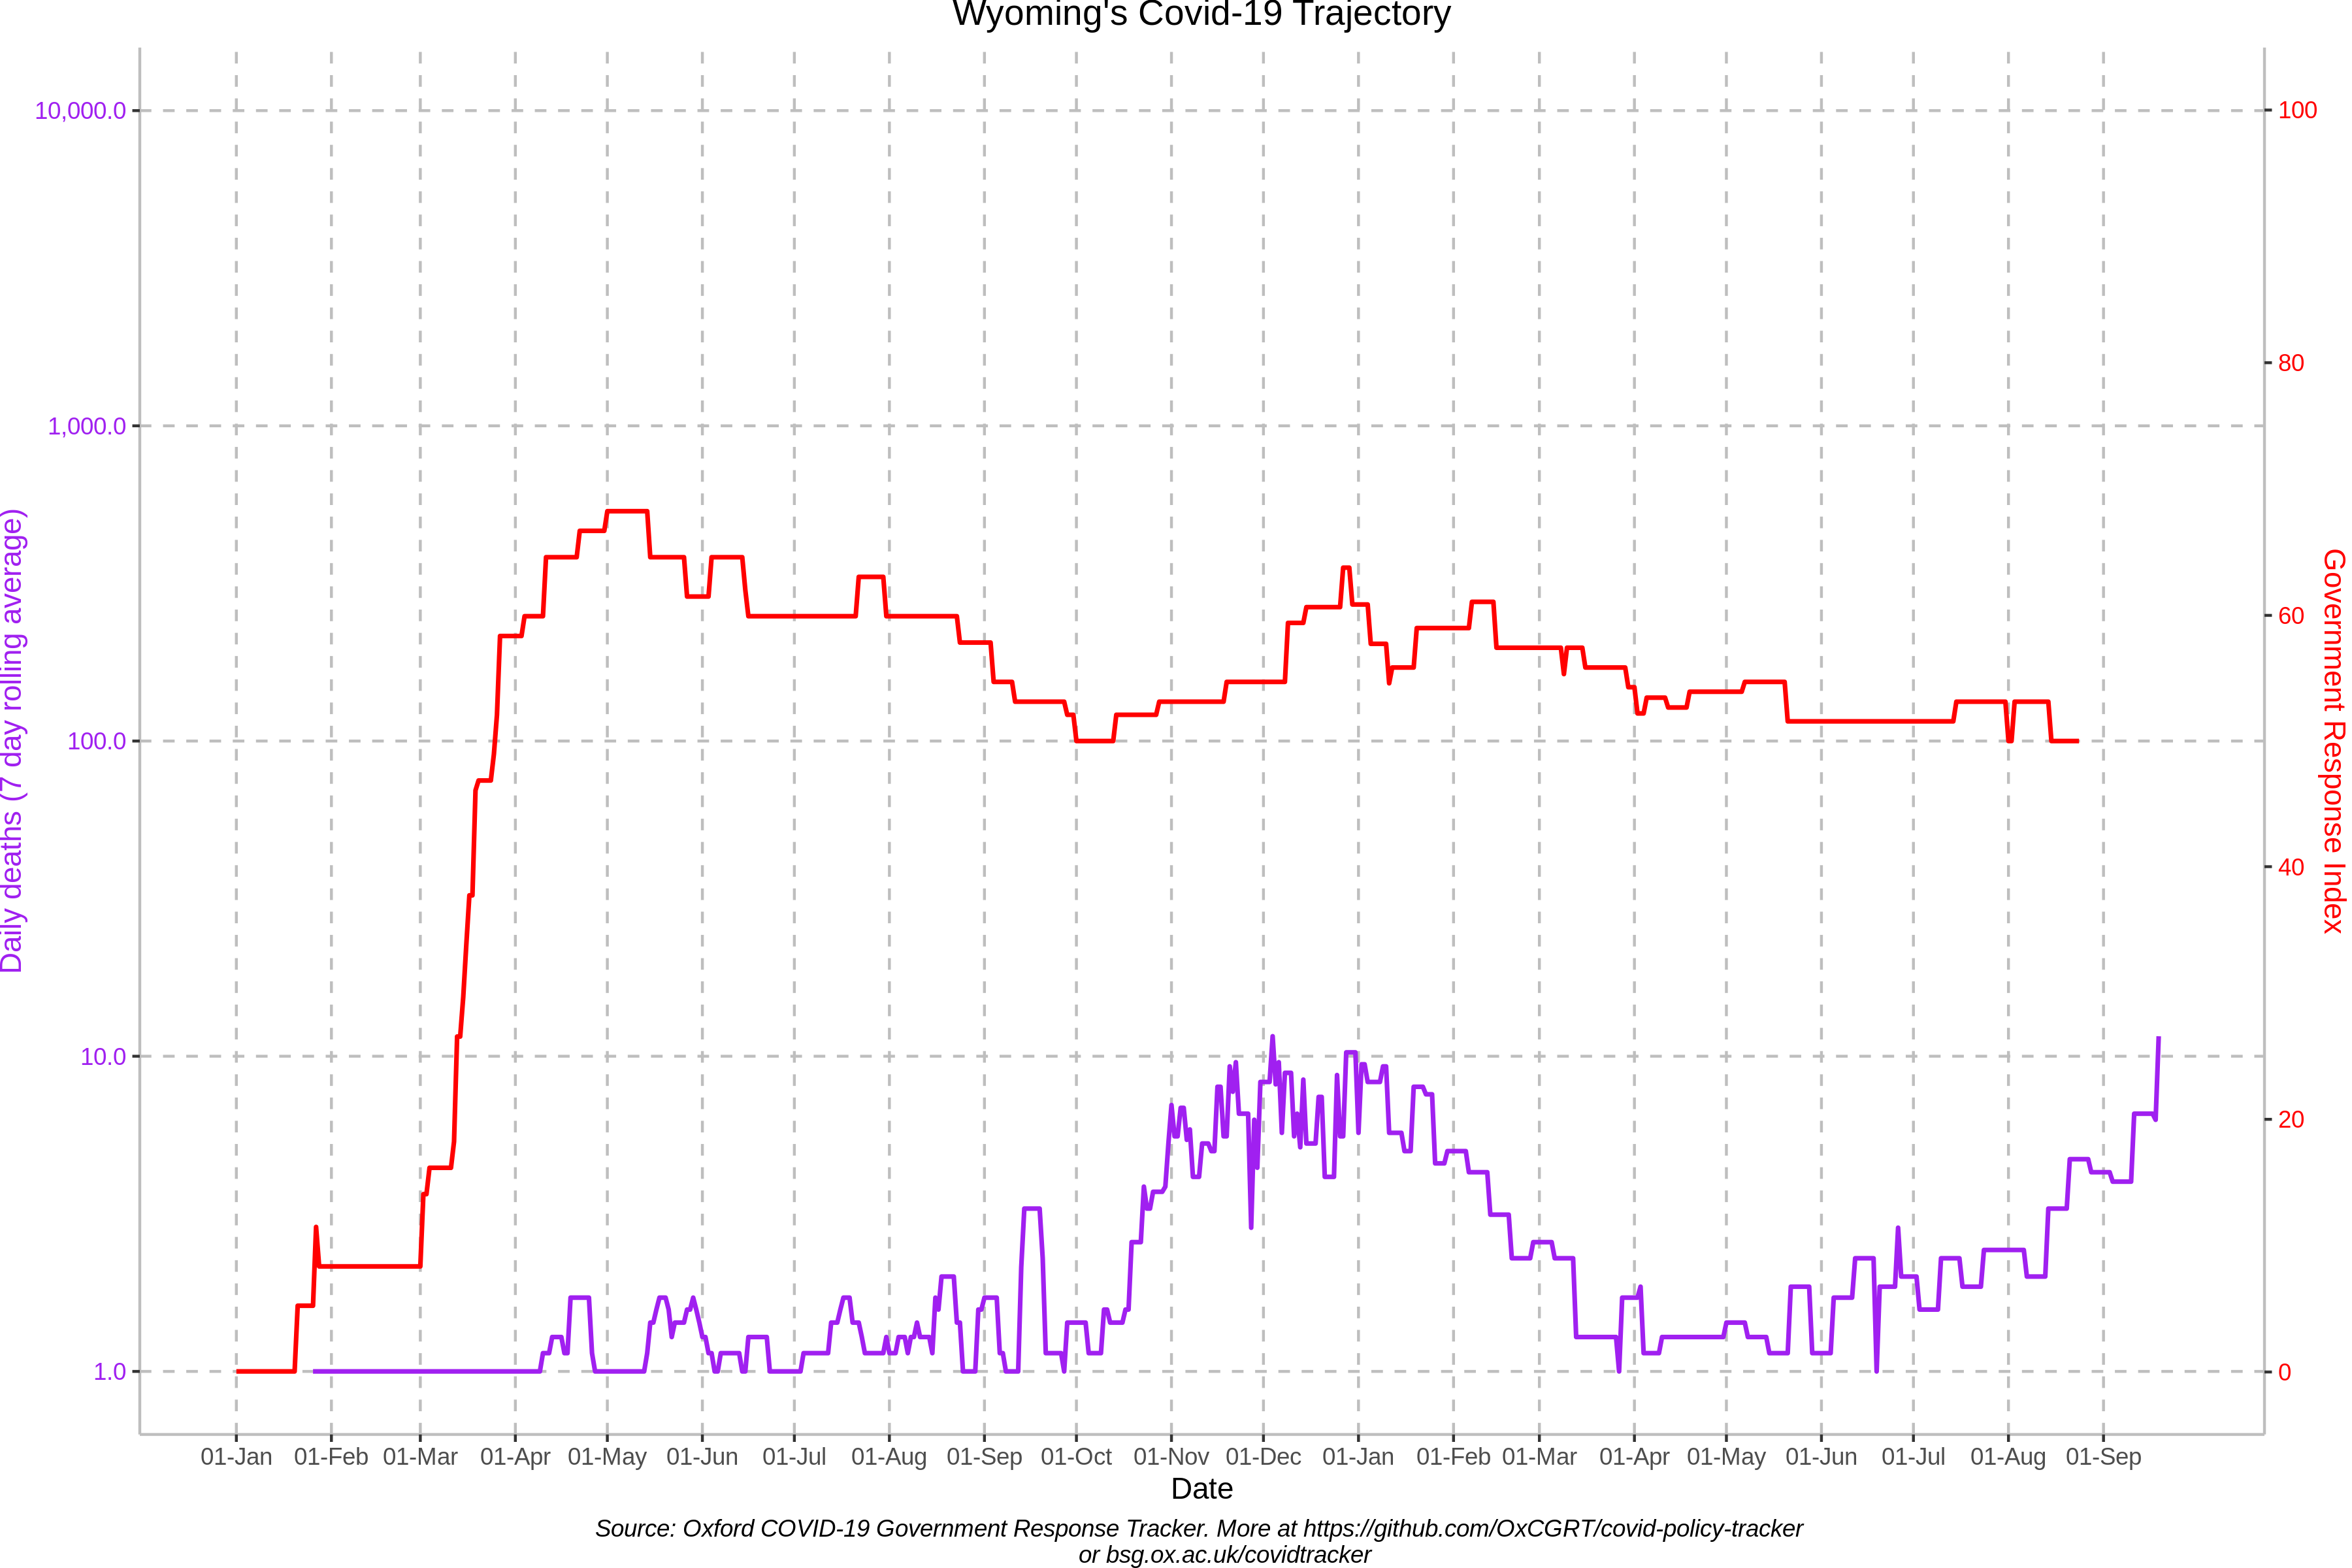 Wyoming's Covid-19 Trajectory
10,000.0
1,000.0
100.0
10.0
1.0
Daily deaths (7 day rolling average)
100
80
60
40
20
0
Government Response Index
01-Jan 01-Feb 01-Mar 01-Apr 01-May 01-Jun 01-Jul 01-Aug 01-Sep 01-Oct 01-Nov 01-Dec 01-Jan 01-Feb 01-Mar 01-Apr 01-May 01-Jun 01-Jul 01-Aug 01-Sep
Date
Source: Oxford COVID-19 Government Response Tracker. More at https://github.com/OxCGRT/covid-policy-tracker
or bsg.ox.ac.uk/covidtracker